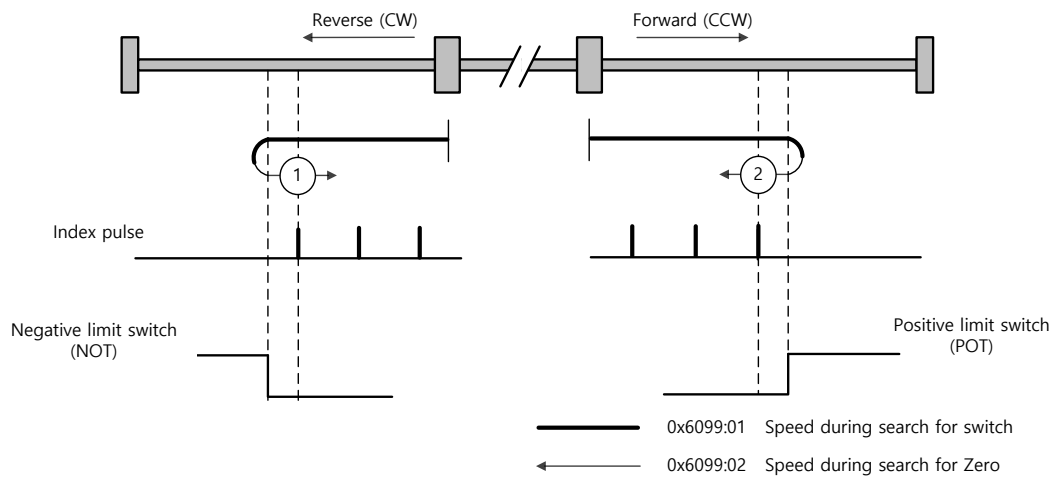 Reverse (CW)
Forward (CCW)
1
2
Index pulse
Negative limit switch
(NOT)
Positive limit switch
(POT)
0x6099:01 Speed during search for switch
0x6099:02 Speed during search for Zero